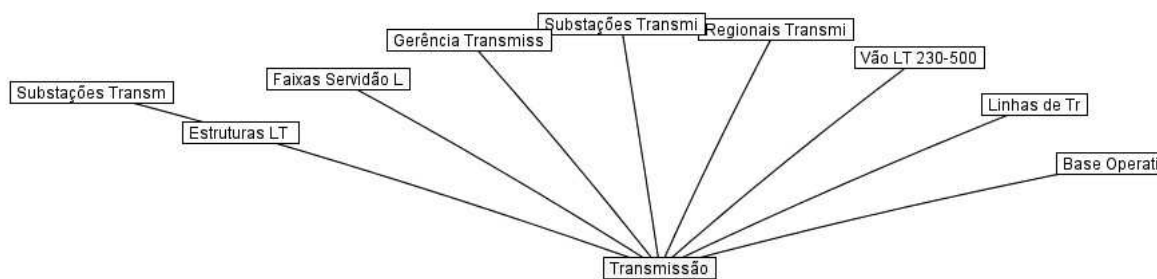 Substações Transmi
Regionais Transmi
Gerência Transmiss
Vão LT 230-500
Faixas Servidão L
Substações Transm
Linhas de Tr
Estruturas LT
Base Operati
Transmissão